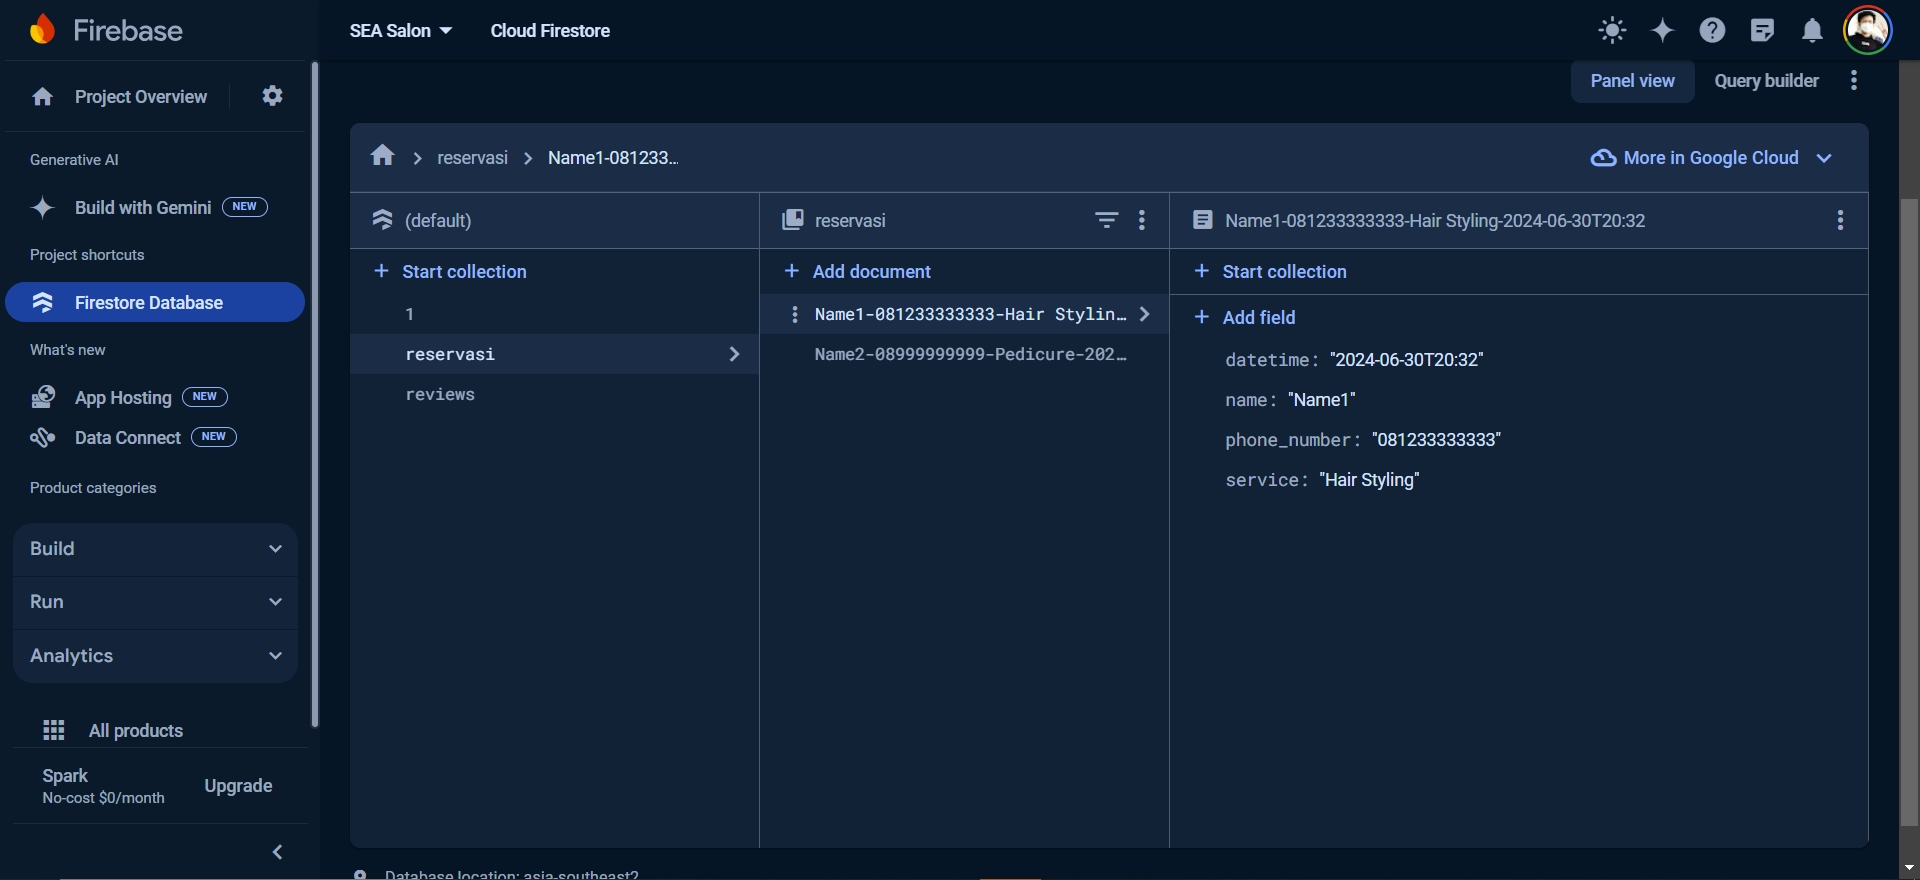 Firebase
SEA Salon
Cloud Firestore
Project Overview
Generative AI
Build with Gemini NEW
Project shortcuts
Firestore Database
What's new
App Hosting NEW
Data Connect NEW
Product categories
Build
Run
Analytics
All products
Spark
No-cost $0/month
Upgrade
Panel view
Query builder
reservasi
Name1-081233...
More in Google Cloud
(default)
+ Start collection
1
reservasi
reviews
reservasi
+ Add document
Name1-081233333333-Hair Stylin…
Name2-08999999999-Pedicure-202…
Name1-081233333333-Hair Styling-2024-06-30T20:32
+ Start collection
+ Add field
datetime: "2024-06-30T20:32"
name: "Name1"
phone_number: "081233333333"
service: "Hair Styling"
Database location: asia-southeast2